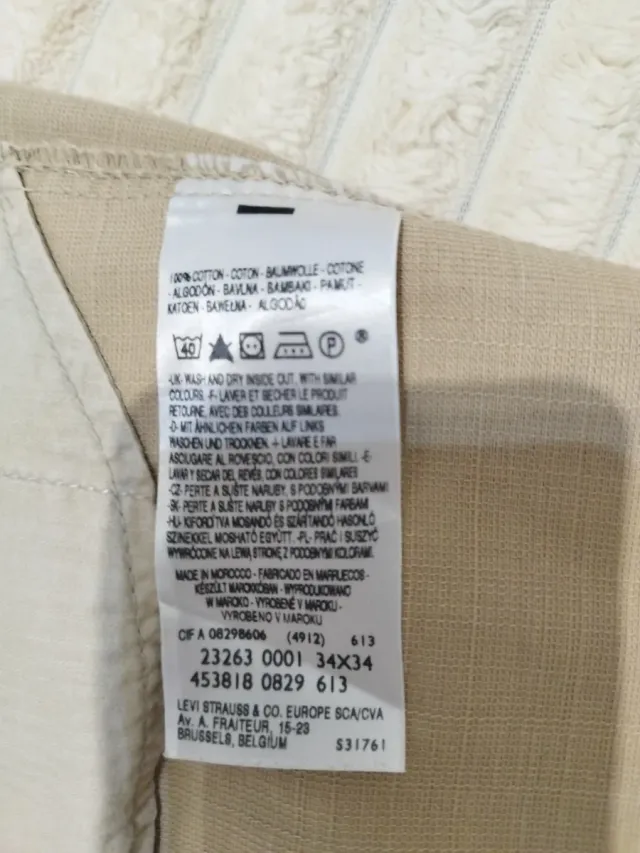 100% COTTON - COTON - BAUMWOLLE - COTONE
- ALGODÓN - BAVLNA - BAMBAKI - PAMUT -
KATOEN - BAWEŁNA - ALGODÃO
40 P ®
-UK- WASH AND DRY INSIDE OUT, WITH SIMILAR
COLOURS. -F- LAVER ET SECHER LE PRODUIT
RETOURNE, AVEC DES COULEURS SIMILAIRES.
-D- MIT ÄHNLICHEN FARBEN AUF LINKS
WASCHEN UND TROCKNEN. -I- LAVARE E FAR
ASCIUGARE AL ROVESCIO, CON COLORI SIMILI. -E-
LAVAR Y SECAR DEL REVÉS, CON COLORES SIMILARES
-CZ- PERTE A SUŠTE NARUBY, S PODOBNÝMI BARVAMI
-SK- PERTE A SUŠTE NARUBY S PODOBNÝMI FARBAMI
-HU- KIFORDÍTVA MOSANDÓ ÉS SZÁRÍTANDÓ HASONLÓ
SZINEKKEL MOSHATÓ EGYÜTT. -PL- PRAĆ I SUSZYĆ
WYWRÓCONE NA LEWĄ STRONĘ Z PODOBNYMI KOLORAMI.
MADE IN MOROCCO - FABRICADO EN MARRUECOS -
KÉSZÜLT MAROKKÓBAN - WYPRODUKOWANO
W MAROKO - VYROBENÉ V MAROKU -
VYROBENO V MAROKU
CIF A 08298606 (4912) 613
23263 0001 34X34
453818 0829 613
LEVI STRAUSS & CO. EUROPE SCA/CVA
Av. A. FRAITEUR, 15-23
BRUSSELS, BELGIUM S31761